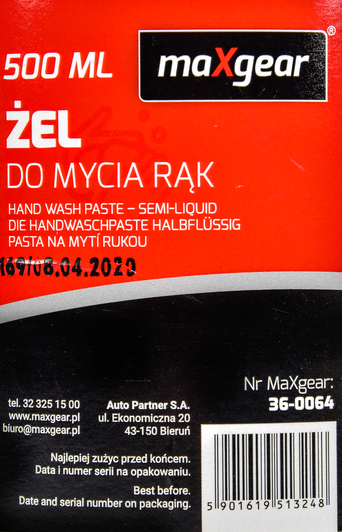 500 ML
maXgear®
ŻEL
DO MYCIA RĄK
HAND WASH PASTE – SEMI-LIQUID
DIE HANDWASCHPASTE HALBFLÜSSIG
PASTA NA MYTÍ RUKOU
169/08.04.2020
Nr MaXgear:
36-0064
tel. 32 325 15 00
www.maxgear.pl
biuro@maxgear.pl
Auto Partner S.A.
ul. Ekonomiczna 20
43-150 Bieruń
Najlepiej zużyc przed końcem.
Data i numer serii na opakowaniu.
Best before.
Date and serial number on packaging.
5 901619 513248